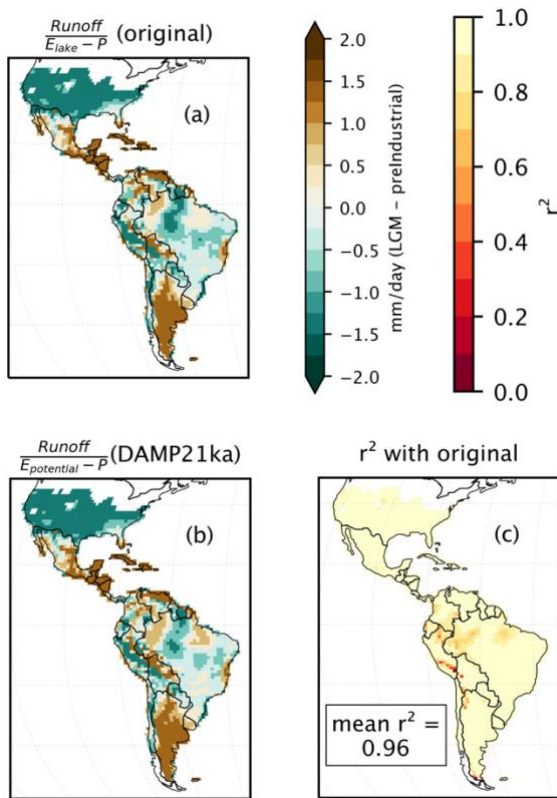 Runoff
E_lake − P (original)
(a)
2.0
1.5
1.0
0.5
0.0
−0.5
−1.0
−1.5
−2.0
mm/day (LGM − preIndustrial)
1.0
0.8
0.6
0.4
0.2
0.0
r²
Runoff
E_potential − P (DAMP21ka)
(b)
r² with original
(c)
mean r² =
0.96